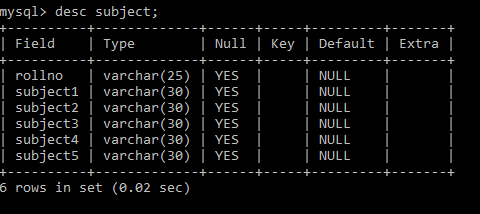 mysql> desc subject;
+----------+-------------+------+-----+---------+-------+
| Field    | Type        | Null | Key | Default | Extra |
+----------+-------------+------+-----+---------+-------+
| rollno   | varchar(25) | YES  |     | NULL    |       |
| subject1 | varchar(30) | YES  |     | NULL    |       |
| subject2 | varchar(30) | YES  |     | NULL    |       |
| subject3 | varchar(30) | YES  |     | NULL    |       |
| subject4 | varchar(30) | YES  |     | NULL    |       |
| subject5 | varchar(30) | YES  |     | NULL    |       |
+----------+-------------+------+-----+---------+-------+
6 rows in set (0.02 sec)